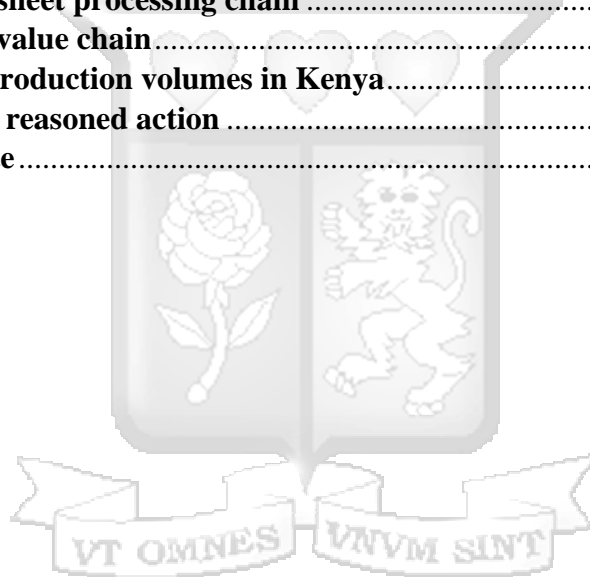 sheet processing chain ..........................................
value chain ................................................................
roduction volumes in Kenya ..............................
reasoned action ......................................................
e ..................................................................................
VT OMNES VNVM SINT